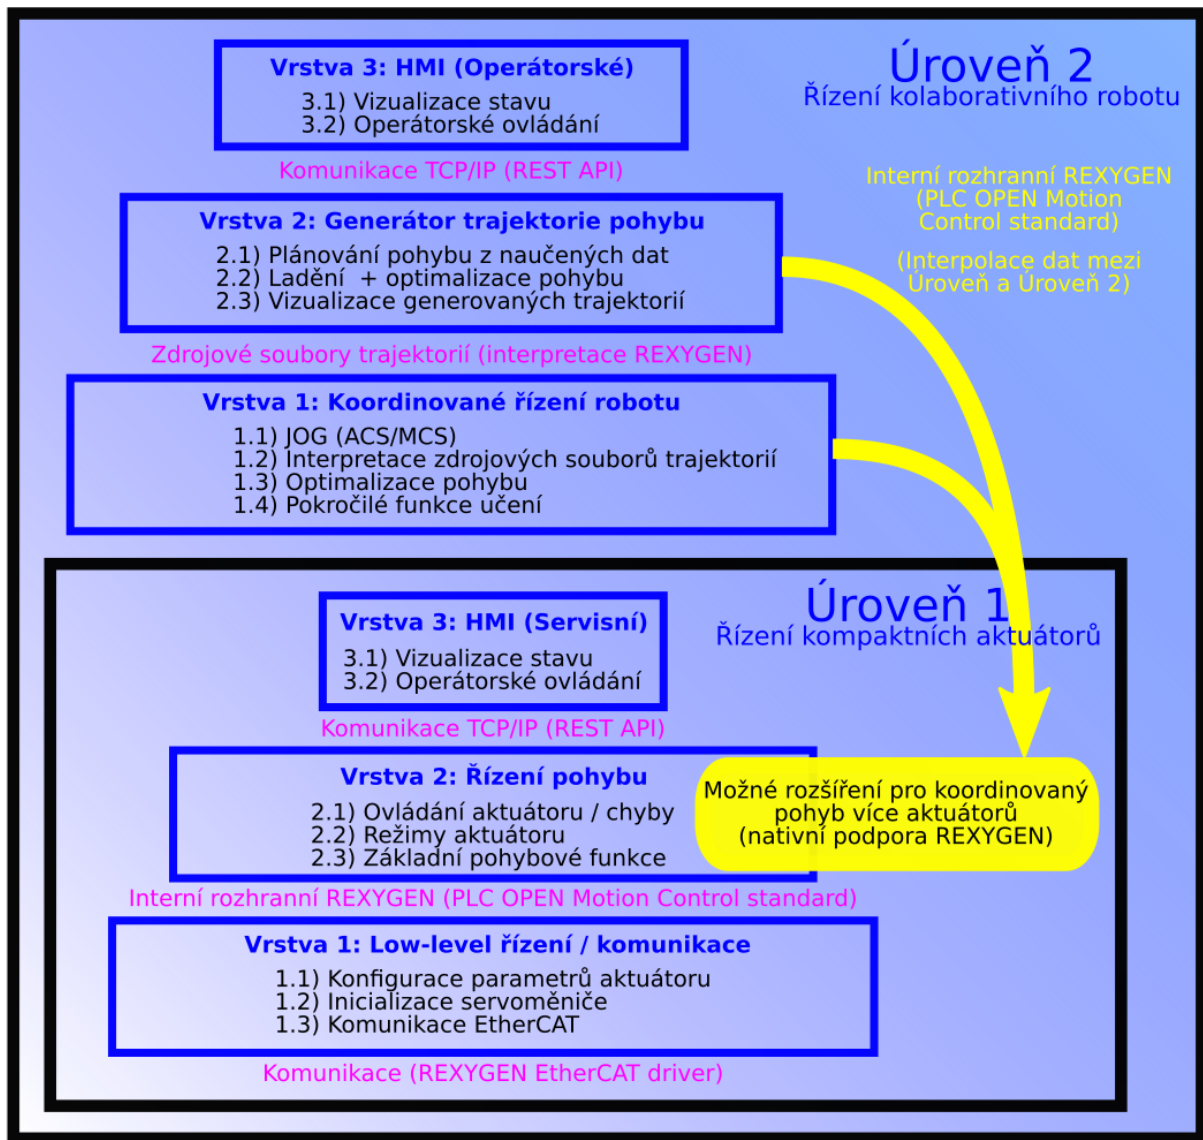 Úroveň 2
Řízení kolaborativního robotu
Vrstva 3: HMI (Operátorské)
3.1) Vizualizace stavu
3.2) Operátorské ovládání
Komunikace TCP/IP (REST API)
Interní rozhranní REXYGEN
(PLC OPEN Motion
Control standard)
(Interpolace dat mezi
Úroveň a Úroveň 2)
Vrstva 2: Generátor trajektorie pohybu
2.1) Plánování pohybu z naučených dat
2.2) Ladění + optimalizace pohybu
2.3) Vizualizace generovaných trajektorií
Zdrojové soubory trajektorií (interpretace REXYGEN)
Vrstva 1: Koordinované řízení robotu
1.1) JOG (ACS/MCS)
1.2) Interpretace zdrojových souborů trajektorií
1.3) Optimalizace pohybu
1.4) Pokročilé funkce učení
Úroveň 1
Řízení kompaktních aktuátorů
Vrstva 3: HMI (Servisní)
3.1) Vizualizace stavu
3.2) Operátorské ovládání
Komunikace TCP/IP (REST API)
Vrstva 2: Řízení pohybu
2.1) Ovládání aktuátoru / chyby
2.2) Režimy aktuátoru
2.3) Základní pohybové funkce
Možné rozšíření pro koordinovaný
pohyb více aktuátorů
(nativní podpora REXYGEN)
Interní rozhranní REXYGEN (PLC OPEN Motion Control standard)
Vrstva 1: Low-level řízení / komunikace
1.1) Konfigurace parametrů aktuátoru
1.2) Inicializace servoměniče
1.3) Komunikace EtherCAT
Komunikace (REXYGEN EtherCAT driver)